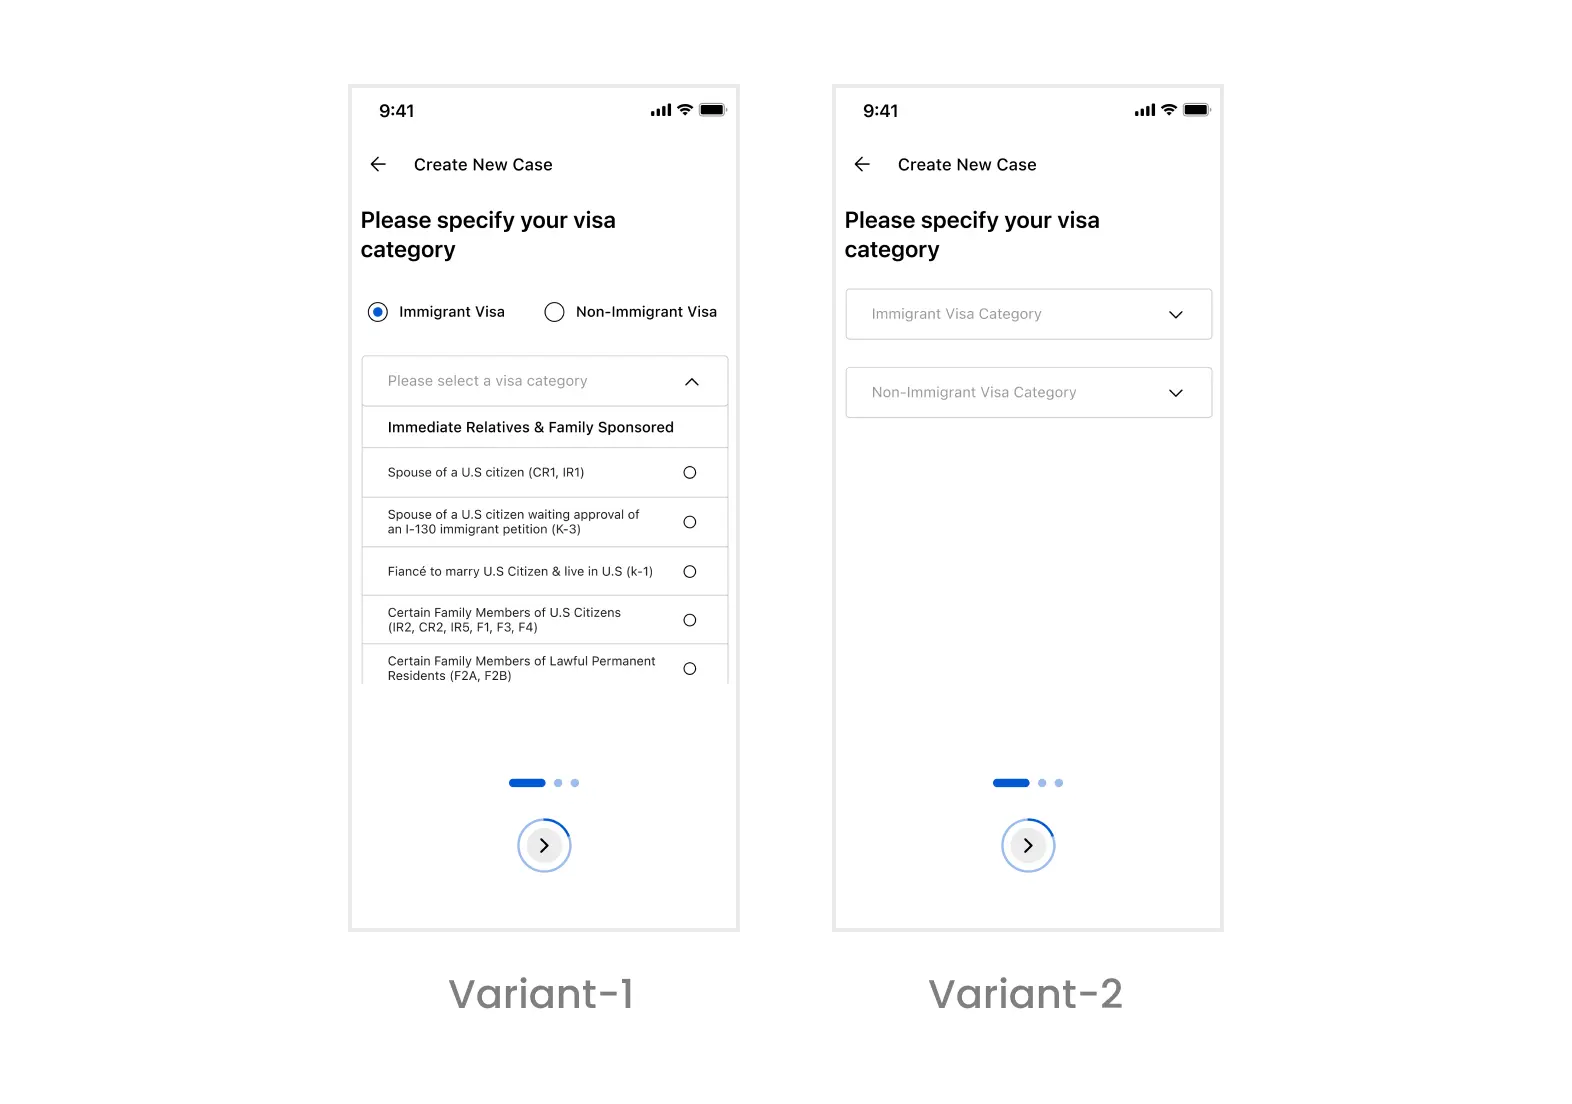 9:41
Create New Case
Please specify your visa
category
Immigrant Visa
Non-Immigrant Visa
Please select a visa category
Immediate Relatives & Family Sponsored
Spouse of a U.S citizen (CR1, IR1)
Spouse of a U.S citizen waiting approval of
an I-130 immigrant petition (K-3)
Fiancé to marry U.S Citizen & live in U.S (k-1)
Certain Family Members of U.S Citizens
(IR2, CR2, IR5, F1, F3, F4)
Certain Family Members of Lawful Permanent
Residents (F2A, F2B)
Variant-1
9:41
Create New Case
Please specify your visa
category
Immigrant Visa Category
Non-Immigrant Visa Category
Variant-2